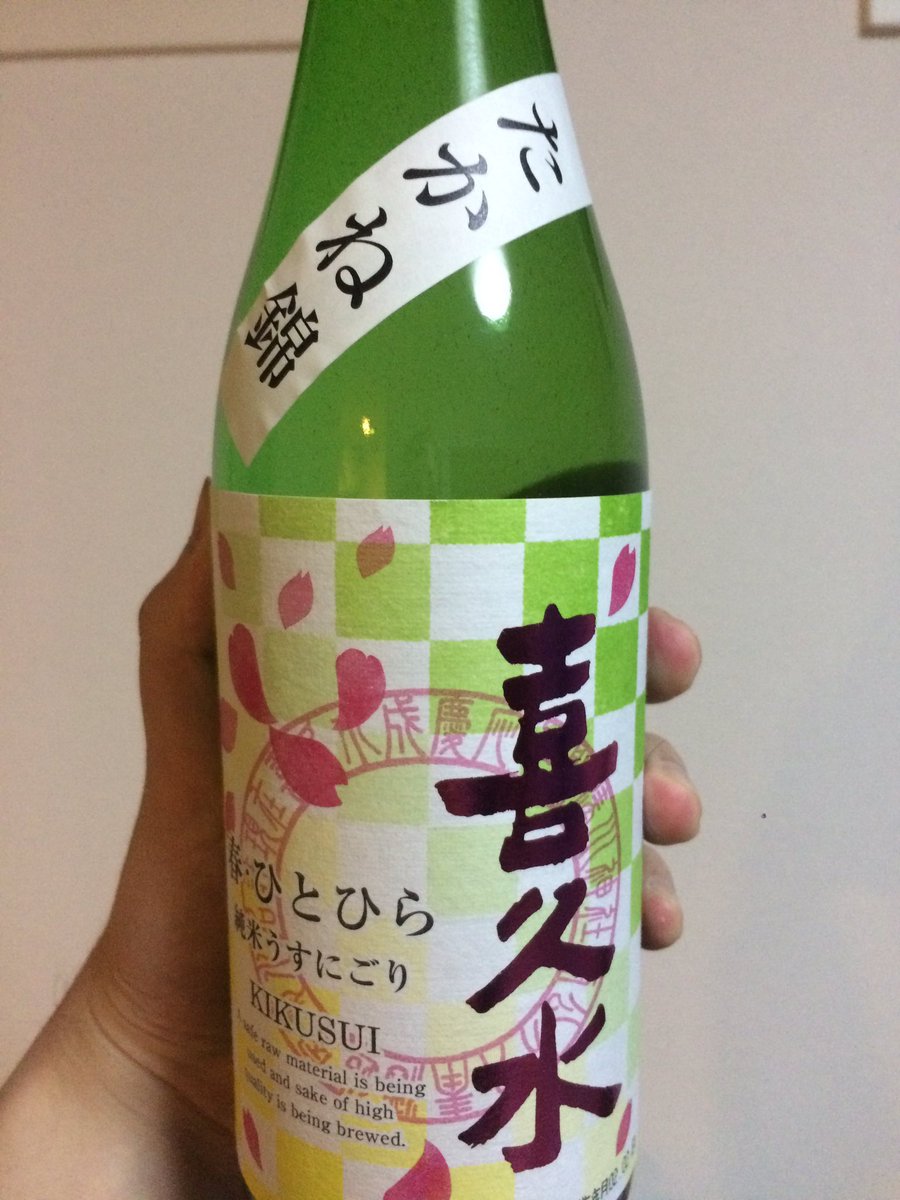 たかね錦
喜久水
春・ひとひら
純米うすにごり
KIKUSUI
A safe raw material is being
used and sake of high
quality is being brewed.